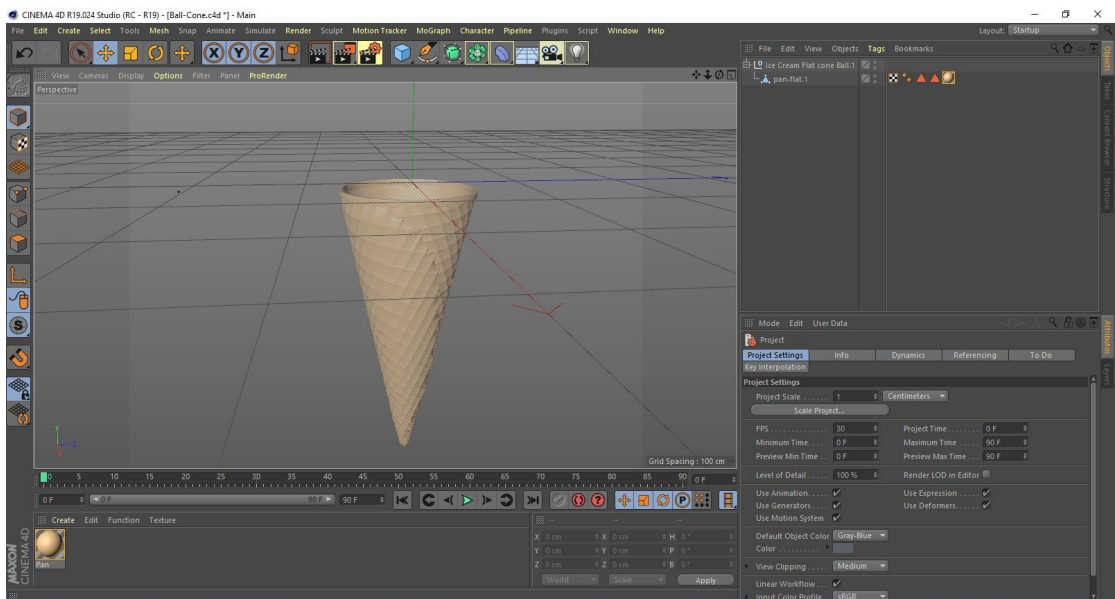 CINEMA 4D R19.024 Studio (RC - R19) - [Ball-Cone.c4d *] - Main
File Edit Create Select Tools Mesh Snap Animate Simulate Render Sculpt Motion Tracker MoGraph Character Pipeline Plugins Script Window Help
Layout: Startup
X Y Z
File Edit View Objects Tags Bookmarks
View Cameras Display Options Filter Panel ProRender
Perspective
Ice Cream Flat cone Ball.1
pan-flat.1
Objects
Takes
Content Browser
Structure
Mode Edit User Data
Attributes
Layers
Project
Project Settings Info Dynamics Referencing To Do
Key Interpolation
Project Settings
Project Scale ...... 1 Centimeters
Scale Project...
FPS ............ 30 Project Time ........ 0 F
Minimum Time .... 0 F Maximum Time ..... 90 F
Preview Min Time .. 0 F Preview Max Time ... 90 F
Level of Detail ..... 100 % Render LOD in Editor
Use Animation ..... Use Expression ......
Use Generators .... Use Deformers ......
Use Motion System
Default Object Color Gray-Blue
Color ..........
View Clipping ..... Medium
Linear Workflow ...
Input Color Profile . sRGB
Y
Z
X
Grid Spacing : 100 cm
0 5 10 15 20 25 30 35 40 45 50 55 60 65 70 75 80 85 90 0 F
0 F 0 F 90 F 90 F
P
Create Edit Function Texture
Pan
-- -- --
X 0 cm X 0 cm H 0 °
Y 0 cm Y 0 cm P 0 °
Z 0 cm Z 0 cm B 0 °
World Scale Apply
MAXON
CINEMA 4D
S